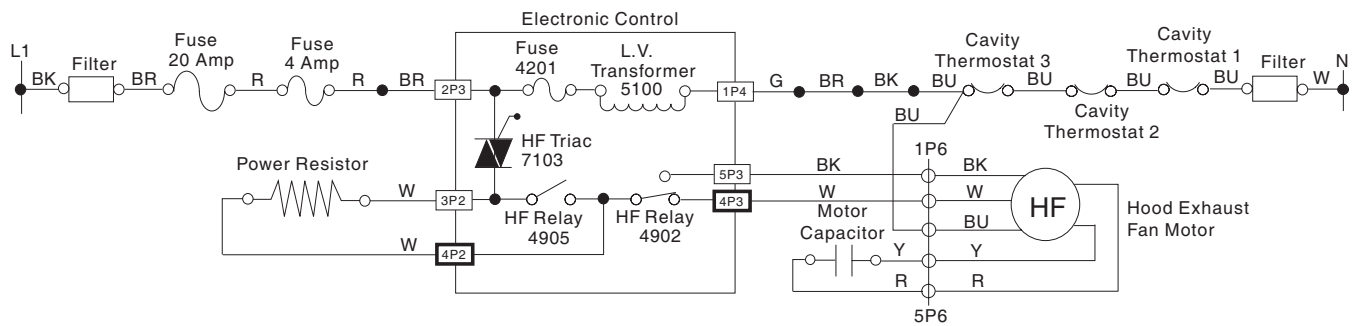 Electronic Control
L1
BK
Filter
BR
Fuse
20 Amp
R
Fuse
4 Amp
R
BR
2P3
Fuse
4201
L.V.
Transformer
5100
1P4
G
BR
BK
BU
Cavity
Thermostat 3
BU
Cavity
Thermostat 2
BU
Cavity
Thermostat 1
BU
Filter
W
N
HF Triac
7103
BU
1P6
Power Resistor
W
3P2
HF Relay
4905
HF Relay
4902
5P3
BK
BK
4P3
W
W
HF
Hood Exhaust
Fan Motor
W
4P2
Motor
Capacitor
BU
Y
Y
R
R
5P6